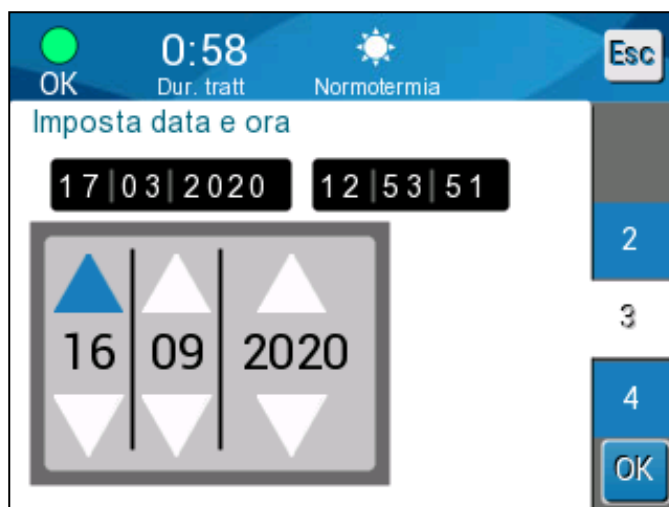 0:58
Esc
OK
Dur. tratt
Normotermia
Imposta data e ora
17|03|2020
12|53|51
2
16
09
2020
3
4
OK